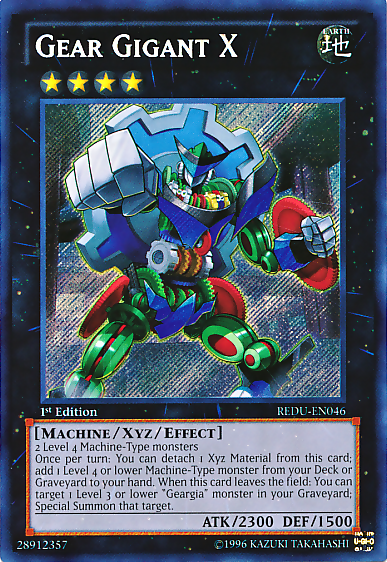 GEAR GIGANT X
EARTH
地
1st Edition
REDU-EN046
[MACHINE/XYZ/EFFECT]
2 Level 4 Machine-Type monsters
Once per turn: You can detach 1 Xyz Material from this card;
add 1 Level 4 or lower Machine-Type monster from your Deck or
Graveyard to your hand. When this card leaves the field: You can
target 1 Level 3 or lower "Geargia" monster in your Graveyard;
Special Summon that target.
ATK/2300 DEF/1500
28912357
©1996 KAZUKI TAKAHASHI